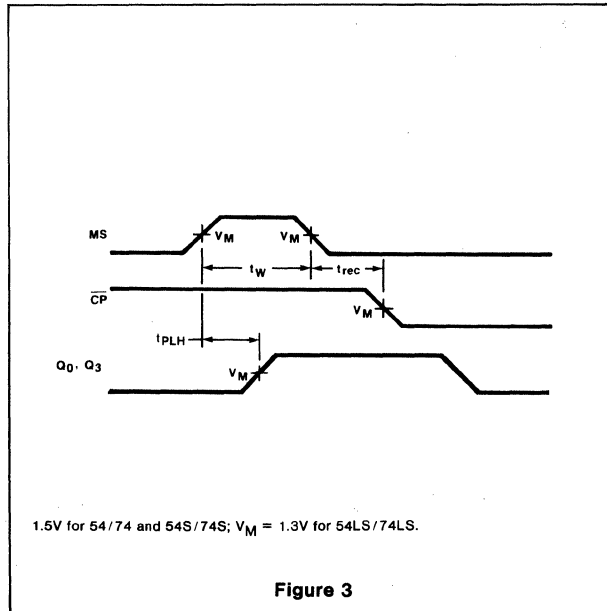 MS
VM VM
tW trec
CP
VM
tPLH
Q0, Q3
VM
1.5V for 54/74 and 54S/74S; VM = 1.3V for 54LS/74LS.
Figure 3